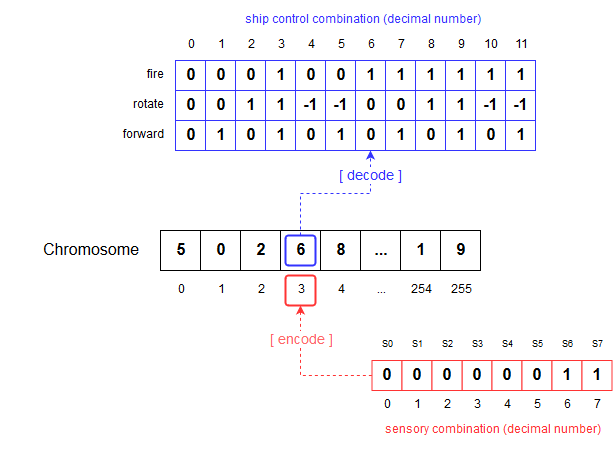 ship control combination (decimal number)
0 1 2 3 4 5 6 7 8 9 10 11
fire 0 0 0 1 0 0 1 1 1 1 1 1
rotate 0 0 1 1 -1 -1 0 0 1 1 -1 -1
forward 0 1 0 1 0 1 0 1 0 1 0 1
[ decode ]
Chromosome 5 0 2 6 8 ... 1 9
0 1 2 3 4 ... 254 255
[ encode ]
S0 S1 S2 S3 S4 S5 S6 S7
0 0 0 0 0 0 1 1
0 1 2 3 4 5 6 7
sensory combination (decimal number)